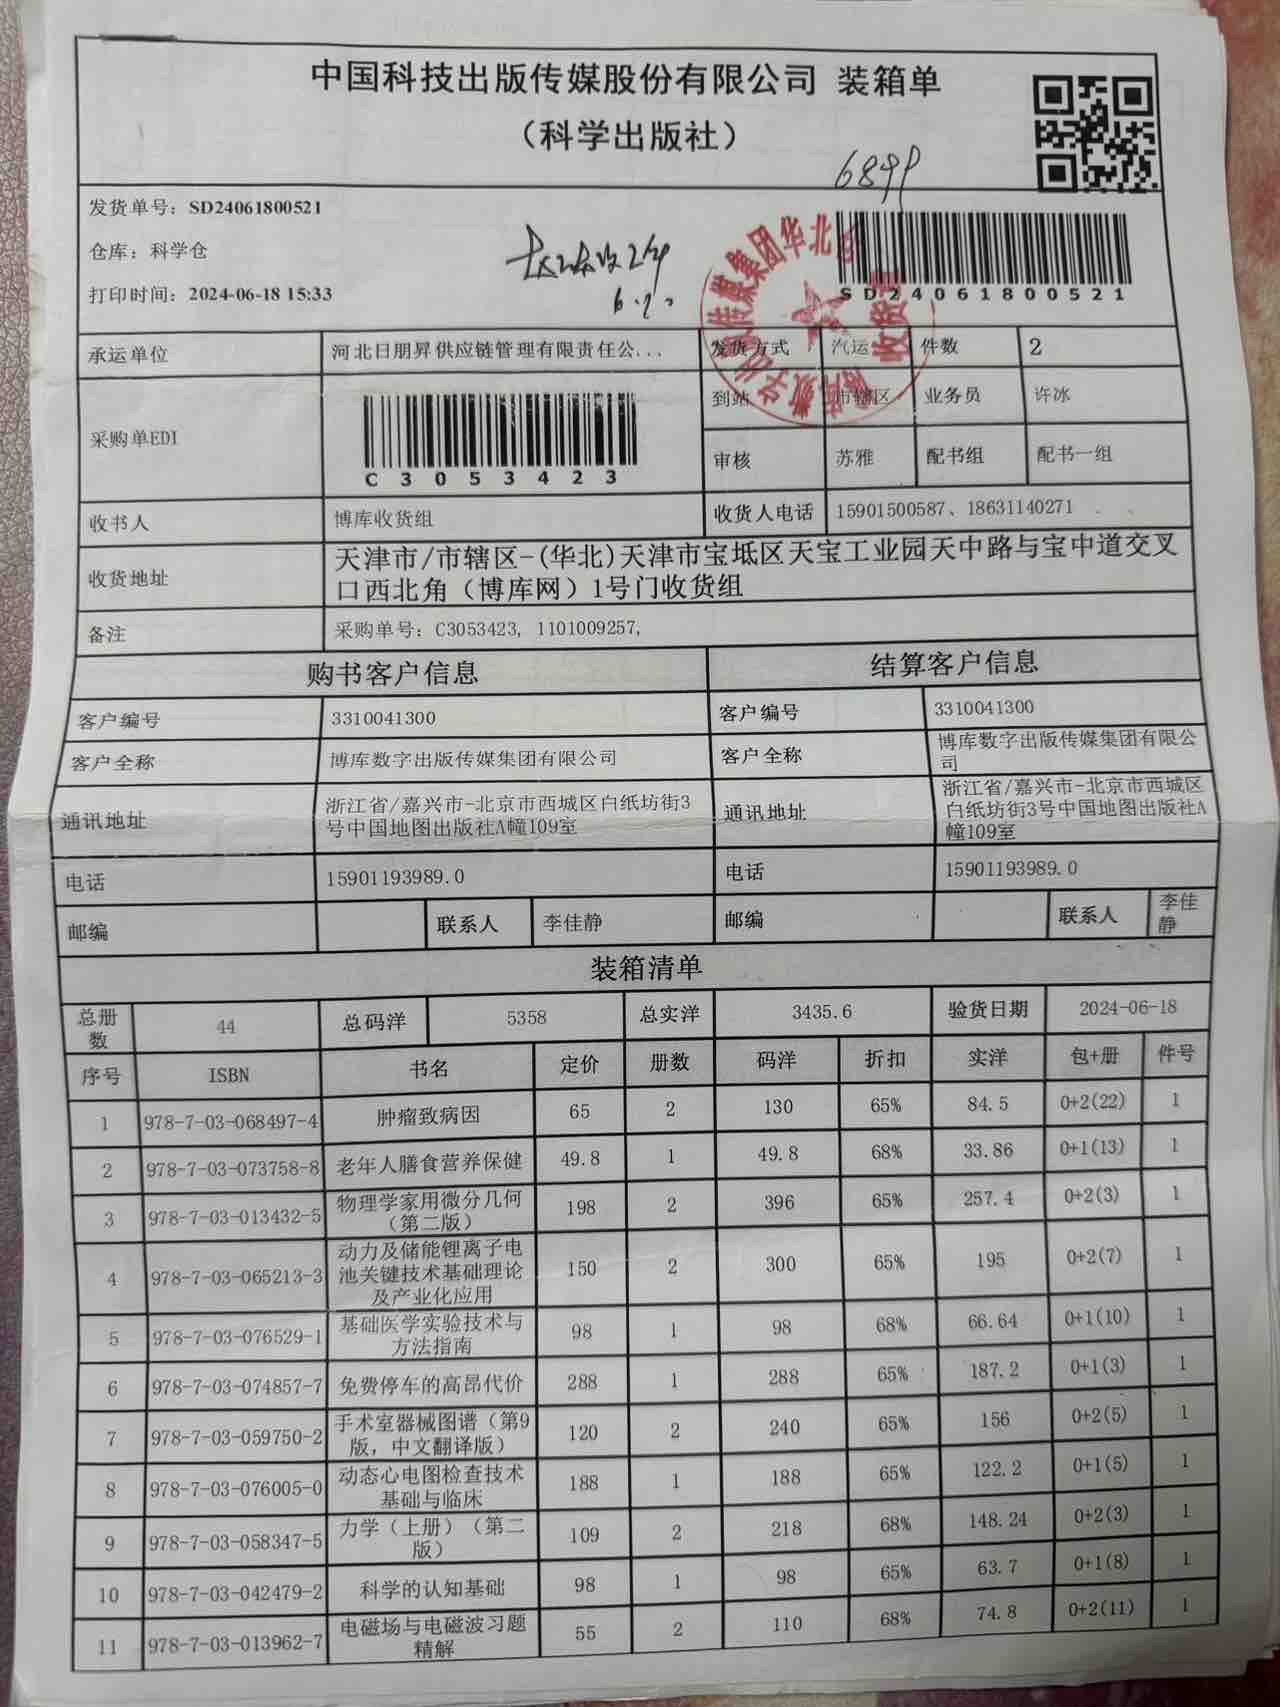 中国科技出版传媒股份有限公司 装箱单
（科学出版社）
6899
发货单号：SD24061800521
仓库：科学仓
打印时间：2024-06-18 15:33
SD24061800521
承运单位 河北日朋昇供应链管理有限责任公... 发货方式 汽运 件数 2
采购单EDI C3053423 到站 市辖区 业务员 许冰
审核 苏雅 配书组 配书一组
收书人 博库收货组 收货人电话 15901500587、18631140271
收货地址 天津市/市辖区-(华北)天津市宝坻区天宝工业园天中路与宝中道交叉
口西北角（博库网）1号门收货组
备注 采购单号：C3053423, 1101009257,
购书客户信息 结算客户信息
客户编号 3310041300 客户编号 3310041300
客户全称 博库数字出版传媒集团有限公司 客户全称 博库数字出版传媒集团有限公
司
通讯地址 浙江省/嘉兴市-北京市西城区白纸坊街3
号中国地图出版社A幢109室 通讯地址 浙江省/嘉兴市-北京市西城区
白纸坊街3号中国地图出版社A
幢109室
电话 15901193989.0 电话 15901193989.0
邮编 联系人 李佳静 邮编 联系人 李佳
静
装箱清单
总册
数 44 总码洋 5358 总实洋 3435.6 验货日期 2024-06-18
序号 ISBN 书名 定价 册数 码洋 折扣 实洋 包+册 件号
1 978-7-03-068497-4 肿瘤致病因 65 2 130 65% 84.5 0+2(22) 1
2 978-7-03-073758-8 老年人膳食营养保健 49.8 1 49.8 68% 33.86 0+1(13) 1
3 978-7-03-013432-5 物理学家用微分几何
（第二版） 198 2 396 65% 257.4 0+2(3) 1
4 978-7-03-065213-3 动力及储能锂离子电
池关键技术基础理论
及产业化应用 150 2 300 65% 195 0+2(7) 1
5 978-7-03-076529-1 基础医学实验技术与
方法指南 98 1 98 68% 66.64 0+1(10) 1
6 978-7-03-074857-7 免费停车的高昂代价 288 1 288 65% 187.2 0+1(3) 1
7 978-7-03-059750-2 手术室器械图谱（第9
版，中文翻译版） 120 2 240 65% 156 0+2(5) 1
8 978-7-03-076005-0 动态心电图检查技术
基础与临床 188 1 188 65% 122.2 0+1(5) 1
9 978-7-03-058347-5 力学（上册）（第二
版） 109 2 218 68% 148.24 0+2(3) 1
10 978-7-03-042479-2 科学的认知基础 98 1 98 65% 63.7 0+1(8) 1
11 978-7-03-013962-7 电磁场与电磁波习题
精解 55 2 110 68% 74.8 0+2(11) 1